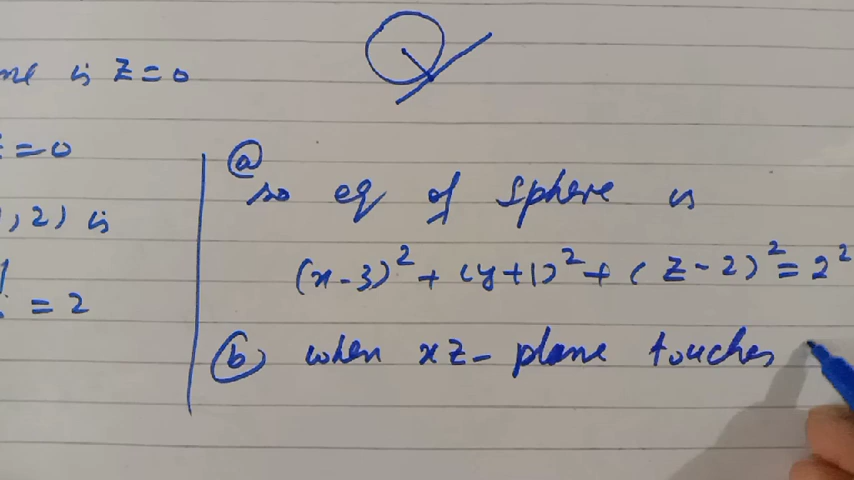 is z=0
=0
, 2) is
= 2
(a)
so eq of sphere is
(x-3)²+(y+1)²+(z-2)²=2²
(b) when xz-plane touches